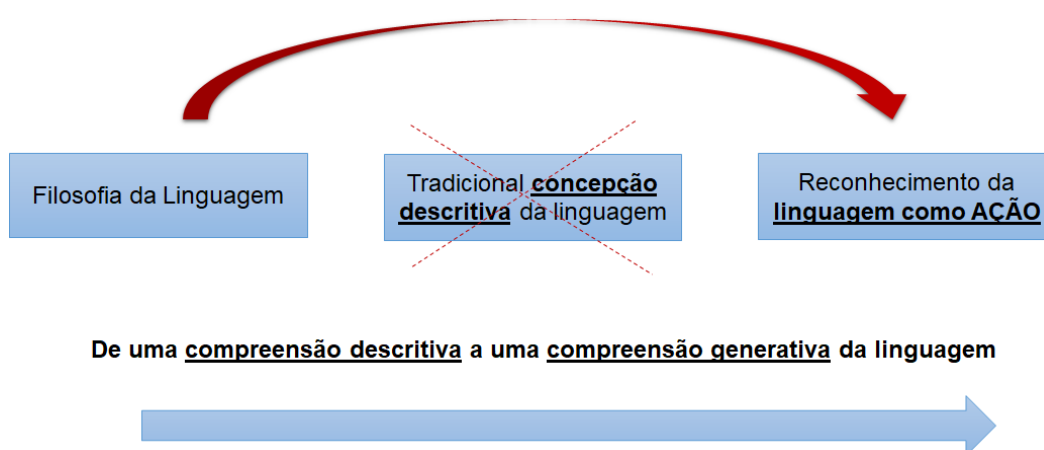 Filosofia da Linguagem
Tradicional concepção
descritiva da linguagem
Reconhecimento da
linguagem como AÇÃO
De uma compreensão descritiva a uma compreensão generativa da linguagem